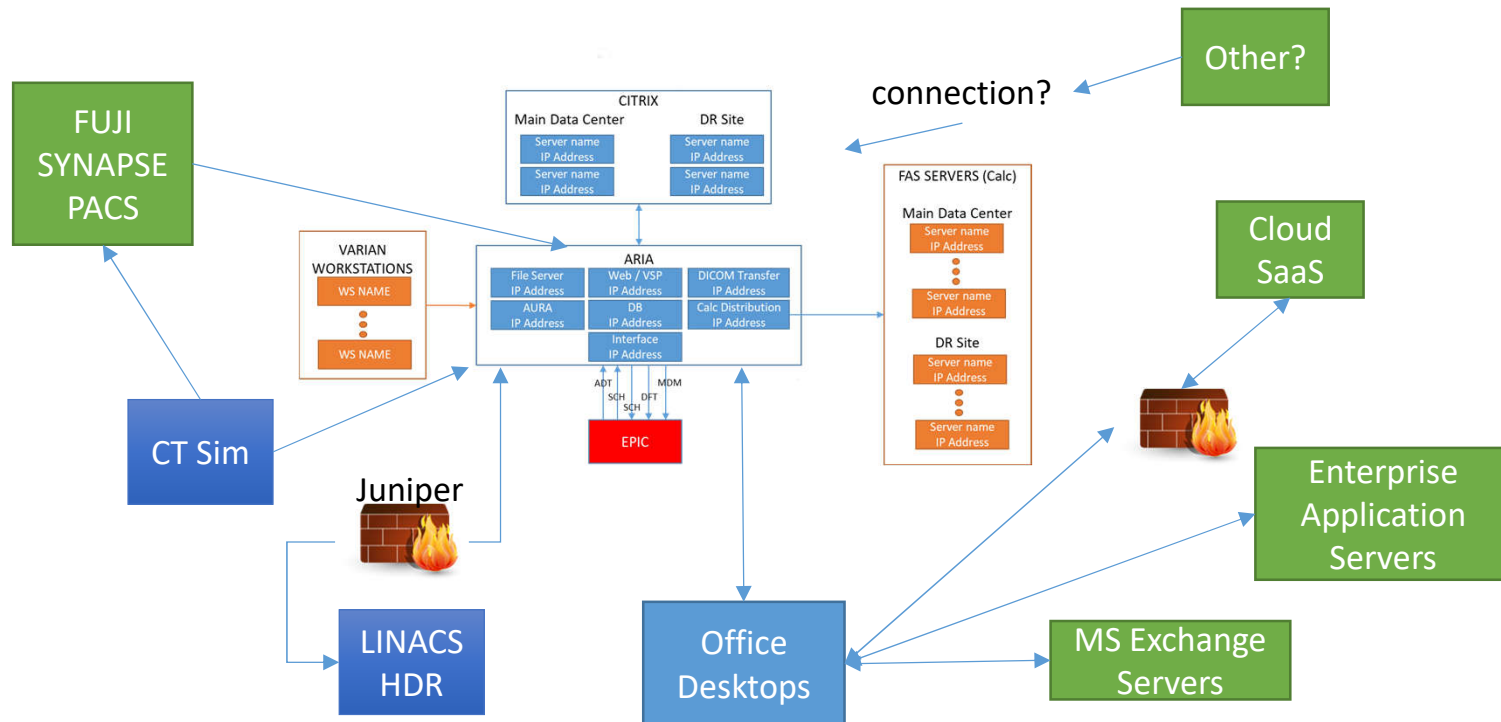 Other?
connection?
FUJI
SYNAPSE
PACS
CITRIX
Main Data Center
DR Site
Server name
IP Address
Server name
IP Address
Server name
IP Address
Server name
IP Address
FAS SERVERS (Calc)
Main Data Center
Server name
IP Address
Server name
IP Address
DR Site
Server name
IP Address
Server name
IP Address
Cloud
SaaS
VARIAN
WORKSTATIONS
WS NAME
WS NAME
ARIA
File Server
IP Address
Web / VSP
IP Address
DICOM Transfer
IP Address
AURA
IP Address
DB
IP Address
Calc Distribution
IP Address
Interface
IP Address
ADT
SCH
SCH
DFT
MDM
EPIC
CT Sim
Juniper
LINACS
HDR
Office
Desktops
Enterprise
Application
Servers
MS Exchange
Servers